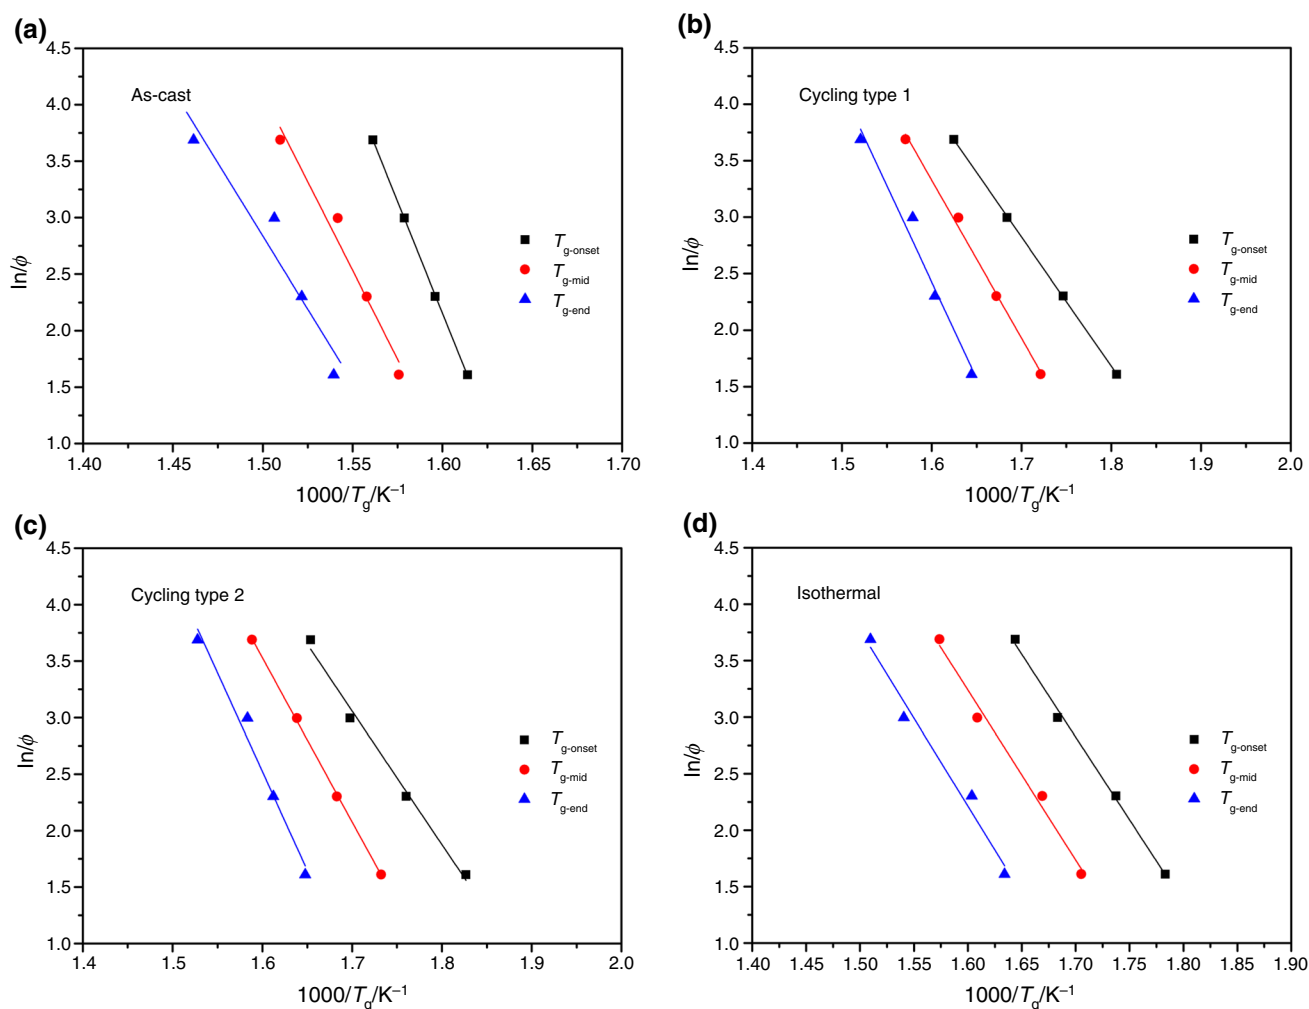 (a)
4.5
4.0
3.5
3.0
2.5
2.0
1.5
1.0
ln/ϕ
As-cast
Tg-onset
Tg-mid
Tg-end
1.40 1.45 1.50 1.55 1.60 1.65 1.70
1000/Tg/K–1
(b)
4.5
4.0
3.5
3.0
2.5
2.0
1.5
1.0
ln/ϕ
Cycling type 1
Tg-onset
Tg-mid
Tg-end
1.4 1.5 1.6 1.7 1.8 1.9 2.0
1000/Tg/K–1
(c)
4.5
4.0
3.5
3.0
2.5
2.0
1.5
1.0
ln/ϕ
Cycling type 2
Tg-onset
Tg-mid
Tg-end
1.4 1.5 1.6 1.7 1.8 1.9 2.0
1000/Tg/K–1
(d)
4.5
4.0
3.5
3.0
2.5
2.0
1.5
1.0
ln/ϕ
Isothermal
Tg-onset
Tg-mid
Tg-end
1.40 1.45 1.50 1.55 1.60 1.65 1.70 1.75 1.80 1.85 1.90
1000/Tg/K–1